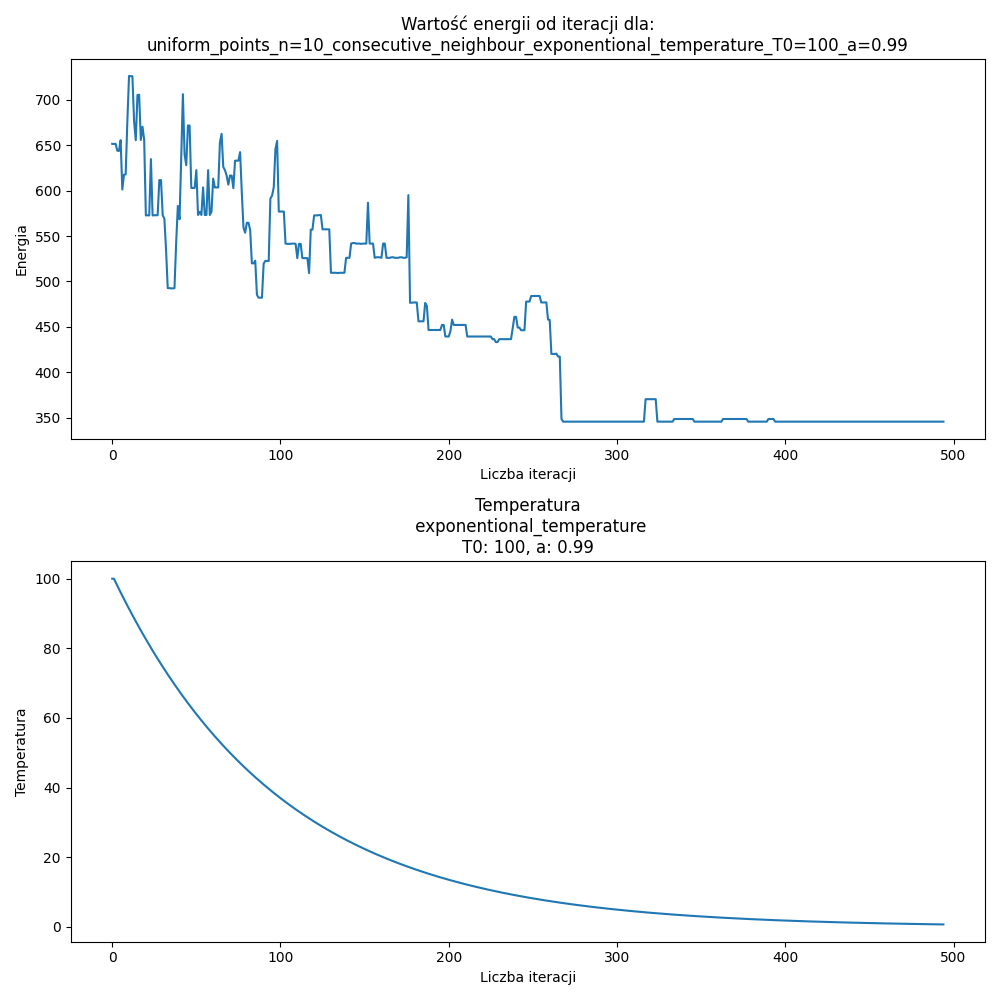 Wartość energii od iteracji dla:
uniform_points_n=10_consecutive_neighbour_exponentional_temperature_T0=100_a=0.99
Energia
700
650
600
550
500
450
400
350
0 100 200 300 400 500
Liczba iteracji
Temperatura
exponentional_temperature
T0: 100, a: 0.99
Temperatura
100
80
60
40
20
0
0 100 200 300 400 500
Liczba iteracji